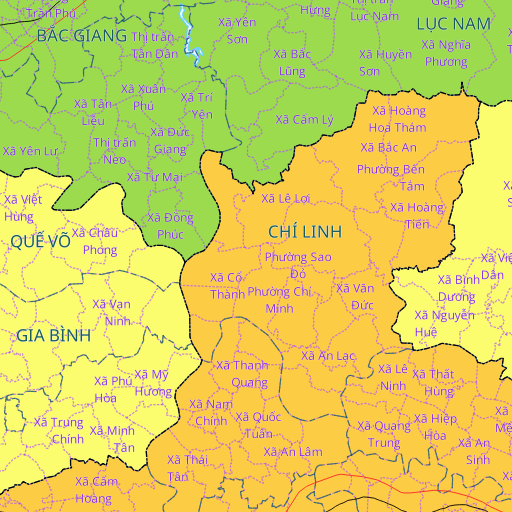 Trần Phú
BẮC GIANG
Thị trấn
Tân Dân
Xã Yên
Sơn
Hưng
Lục Nam
Giang
LỤC NAM
Xã Nghĩa
Phương
Xã Bắc
Lũng
Xã Huyền
Sơn
Xã Xuân
Phú
Xã Trí
Yên
Xã Tân
Liễu
Xã Đức
Giang
Xã Cẩm Lý
Xã Hoàng
Hoa Thám
Thị trấn
Neo
Xã Yên Lư
Xã Bắc An
Phường Bến
Tắm
Xã Tư Mại
Xã Việt
Hùng
Xã Lê Lợi
Xã Hoàng
Tiến
Xã Đồng
Phúc
QUẾ VÕ
Xã Châu
Phong
CHÍ LINH
Phường Sao
Đỏ
Xã Cổ
Thành
Phường Chí
Minh
Xã Văn
Đức
Xã Việt
Dân
Xã Bình
Dương
Xã Nguyễn
Huệ
Xã Vạn
Ninh
GIA BÌNH
Xã An Lạc
Xã Thanh
Quang
Xã Lê
Ninh
Xã Thất
Hùng
Xã Phú
Hòa
Xã Mỹ
Hương
Xã Nam
Chính
Xã Quốc
Tuấn
Xã Quang
Trung
Xã Hiệp
Hòa
Xã Trung
Chính
Xã Minh
Tân
Xã An Lâm
Xã An
Sinh
Xã Thái
Tân
Xã Cẩm
Hoàng